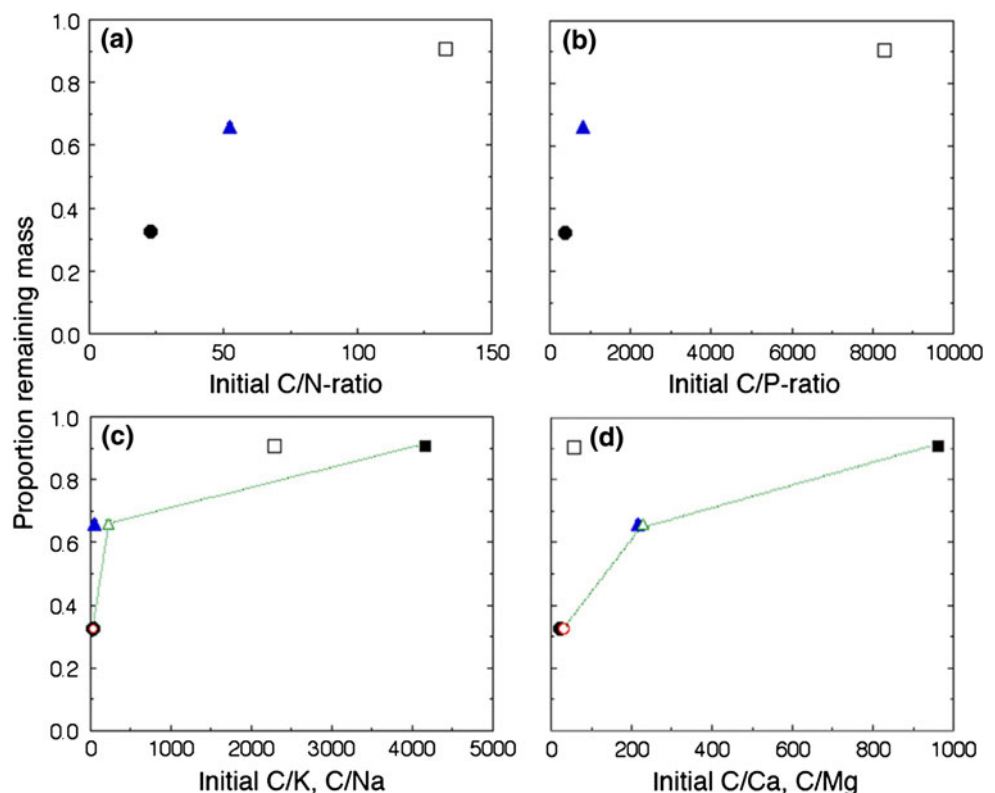 Proportion remaining mass
(a)
1.0
0.8
0.6
0.4
0.2
0.0
0 50 100 150
Initial C/N-ratio
(b)
0 2000 4000 6000 8000 10000
Initial C/P-ratio
(c)
1.0
0.8
0.6
0.4
0.2
0.0
0 1000 2000 3000 4000 5000
Initial C/K, C/Na
(d)
0 200 400 600 800 1000
Initial C/Ca, C/Mg